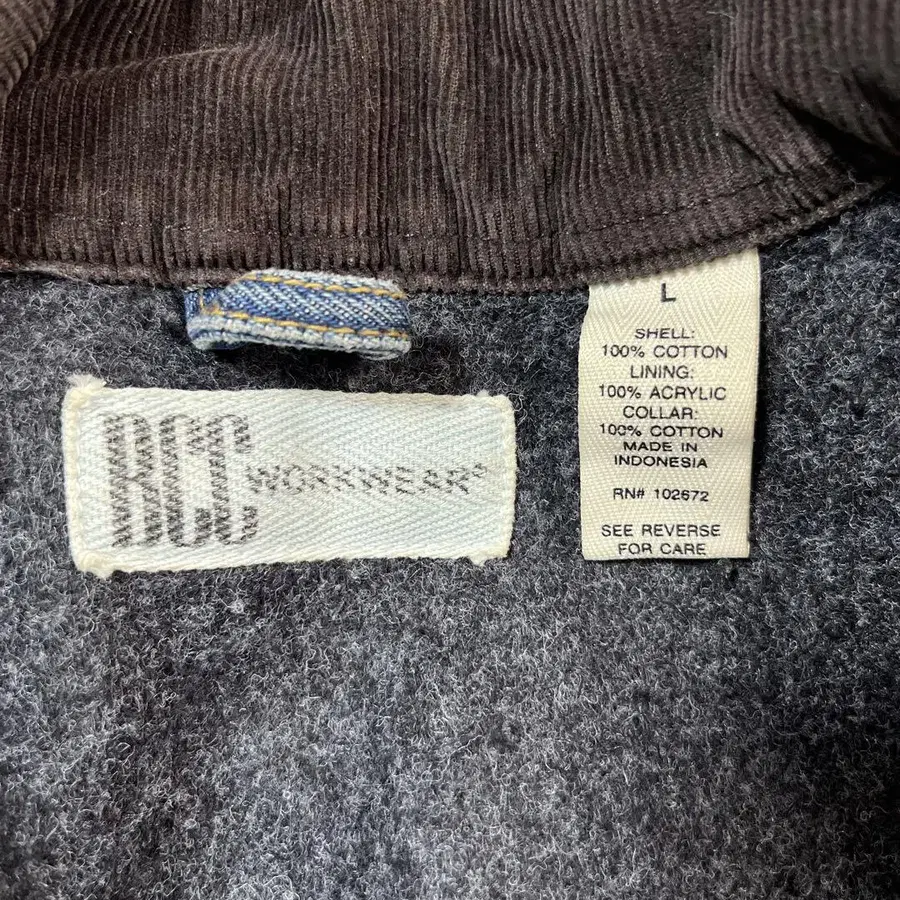 BCC WORKWEAR®
L
SHELL:
100% COTTON
LINING:
100% ACRYLIC
COLLAR:
100% COTTON
MADE IN
INDONESIA
RN# 102672
SEE REVERSE
FOR CARE